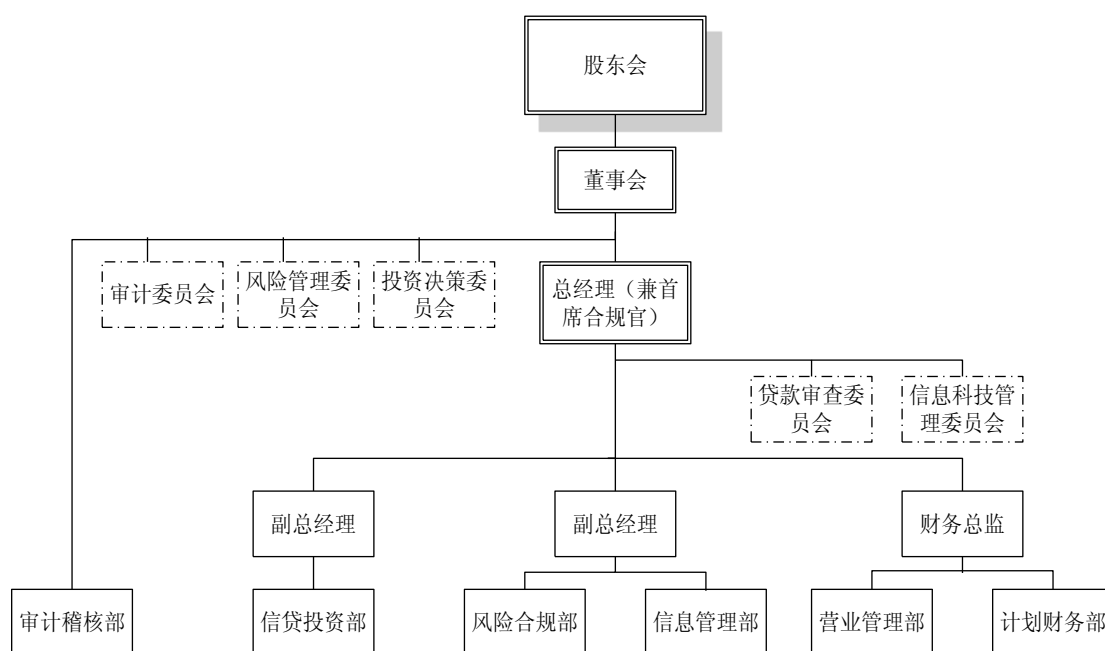 股东会
董事会
审计委员会
风险管理委
员会
投资决策委
员会
总经理（兼首
席合规官）
贷款审查委
员会
信息科技管
理委员会
副总经理
副总经理
财务总监
审计稽核部
信贷投资部
风险合规部
信息管理部
营业管理部
计划财务部